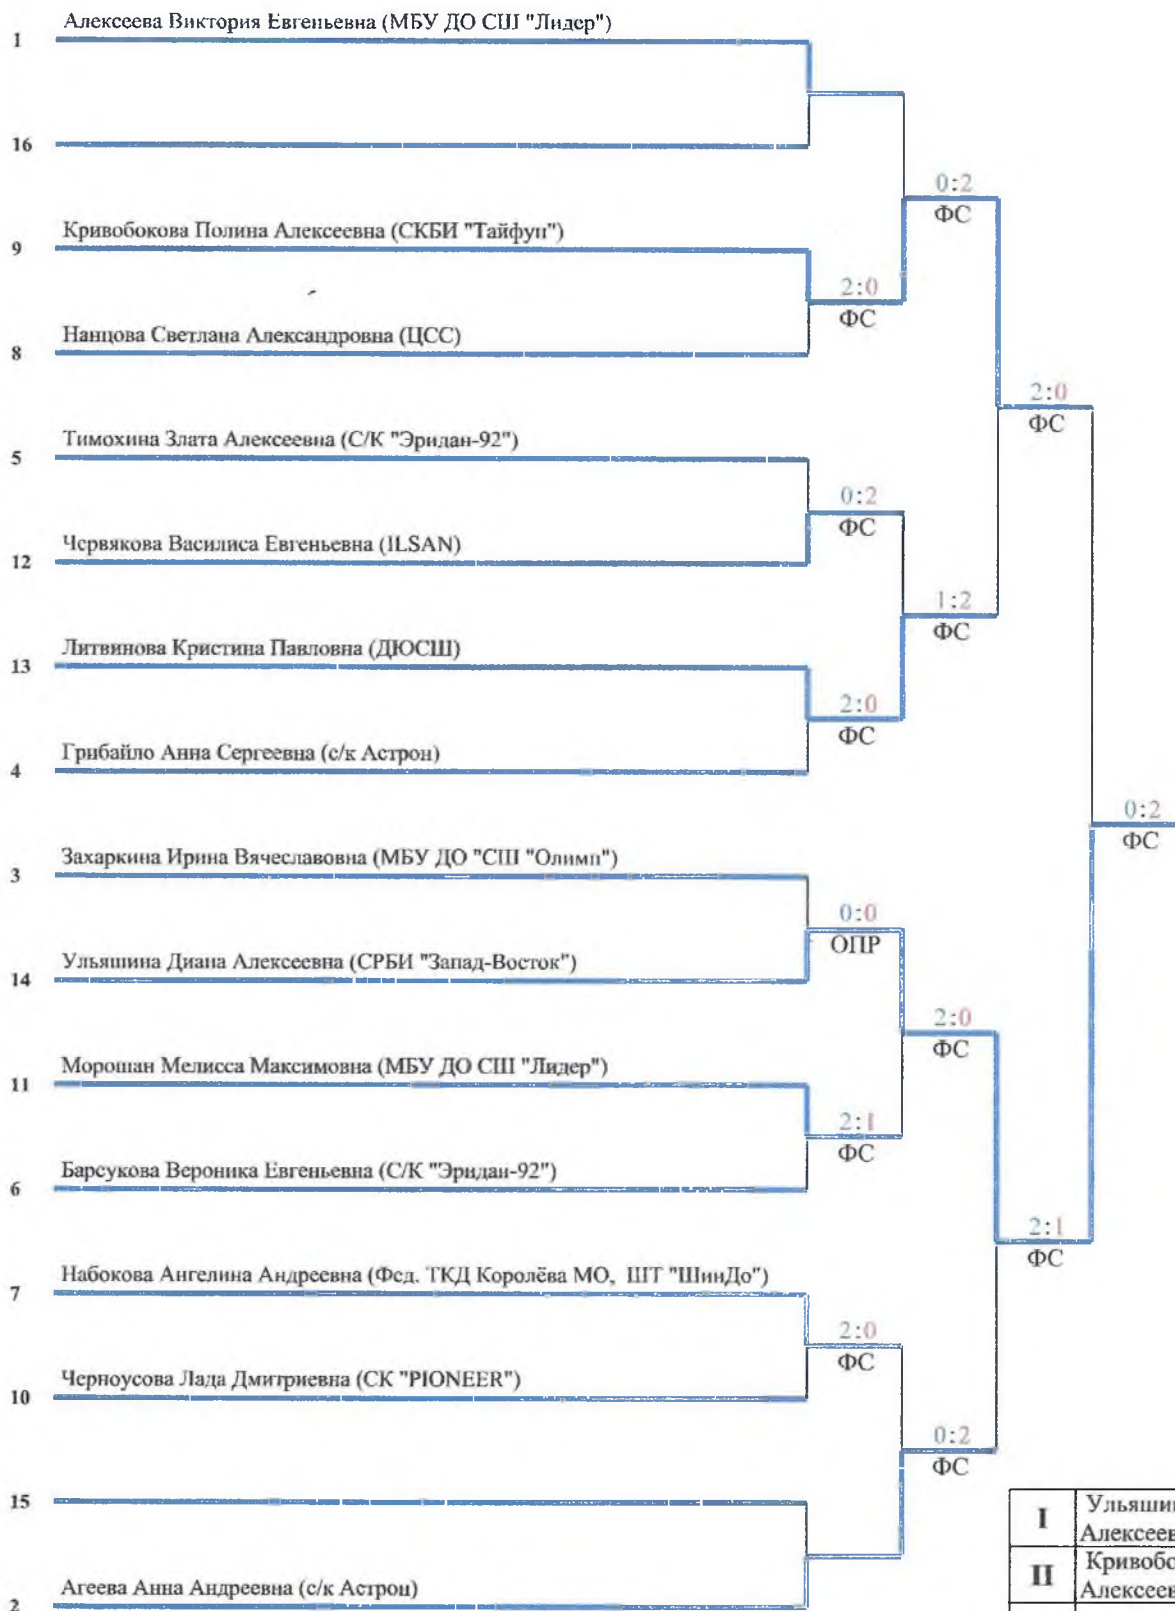 Алексеева Виктория Евгеньевна (МБУ ДО СШ "Лидер")
1
16
0:2
ФС
Кривобокова Полина Алексеевна (СКБИ "Тайфун")
9
2:0
ФС
Нанцова Светлана Александровна (ЦСС)
8
2:0
ФС
Тимохина Злата Алексеевна (С/К "Эридан-92")
5
0:2
ФС
Червякова Василиса Евгеньевна (ILSAN)
12
1:2
ФС
Литвинова Кристина Павловна (ДЮСШ)
13
2:0
ФС
Грибайло Анна Сергеевна (с/к Астрон)
4
0:2
ФС
Захаркина Ирина Вячеславовна (МБУ ДО "СШ "Олимп")
3
0:0
ОПР
Ульяшина Диана Алексеевна (СРБИ "Запад-Восток")
14
2:0
ФС
Морошан Мелисса Максимовна (МБУ ДО СШ "Лидер")
11
2:1
ФС
Барсукова Вероника Евгеньевна (С/К "Эридан-92")
6
2:1
ФС
Набокова Ангелина Андреевна (Фед. ТКД Королёва МО, ШТ "ШинДо")
7
2:0
ФС
Черноусова Лада Дмитриевна (СК "PIONEER")
10
0:2
ФС
15
I Ульяшин
Алексеев
II Кривобо
Алексеев
Агеева Анна Андреевна (с/к Астрон)
2